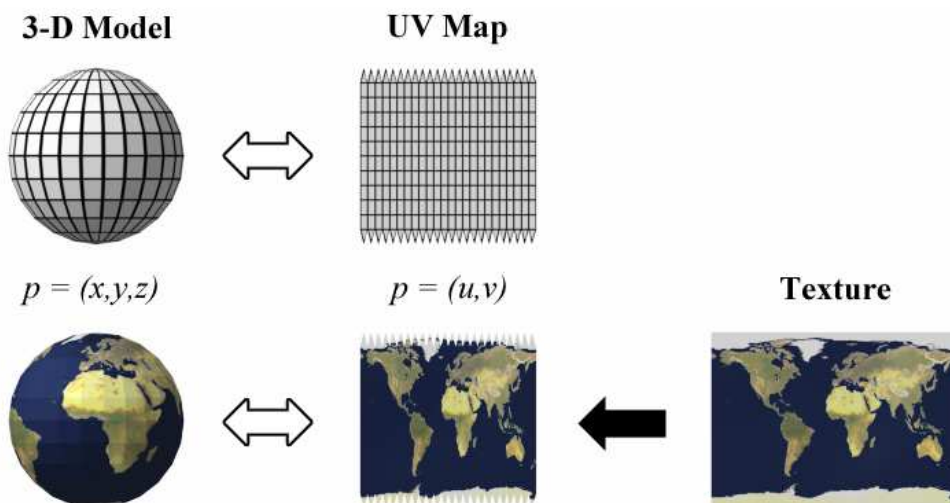 3-D Model
UV Map
p = (x,y,z)
p = (u,v)
Texture